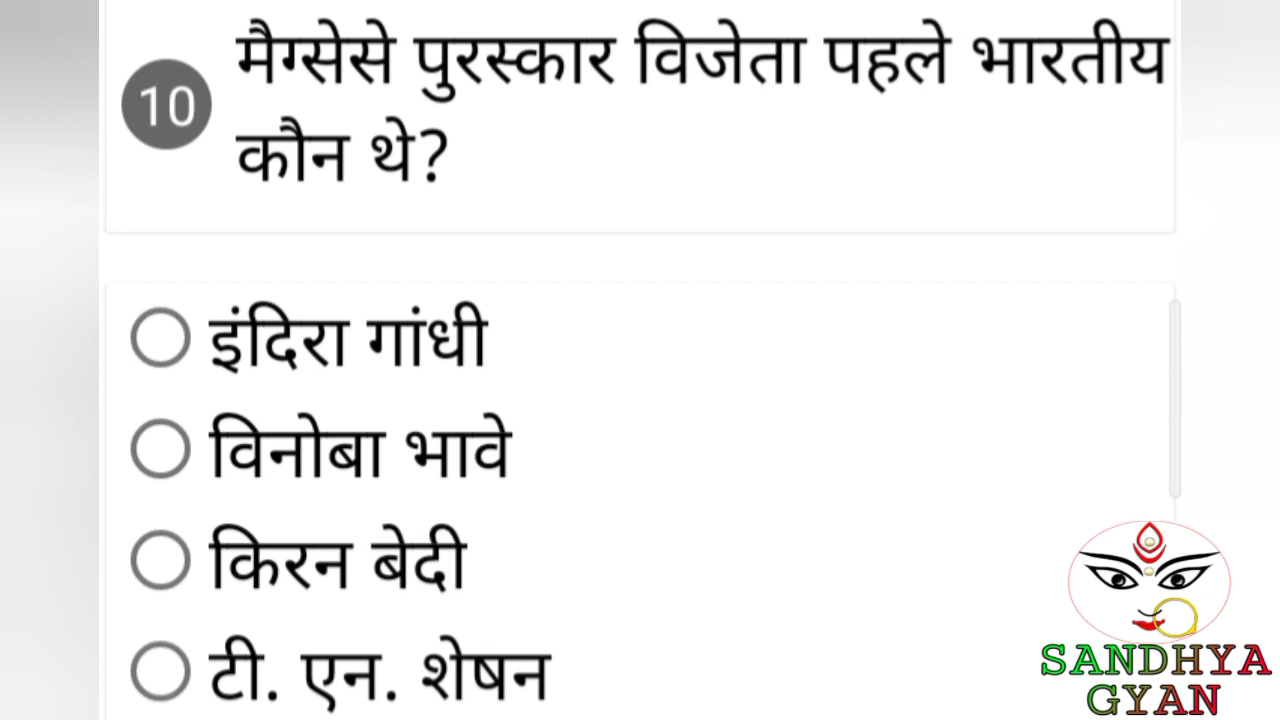 10
मैग्सेसे पुरस्कार विजेता पहले भारतीय
कौन थे?
इंदिरा गांधी
विनोबा भावे
किरन बेदी
टी. एन. शेषन
SANDHYA
GYAN